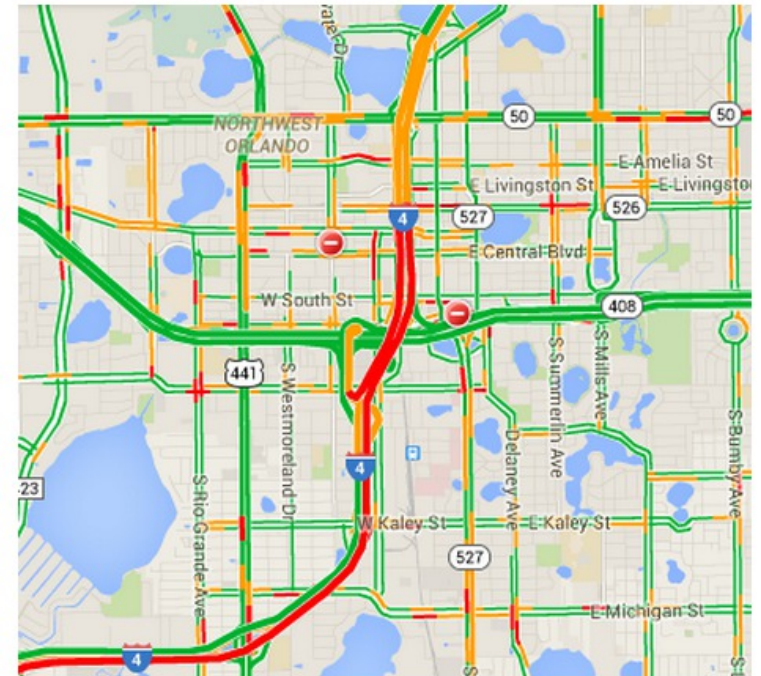 50
50
NORTHWEST
ORLANDO
E Amelia St
E Livingston St
E Livingsto
4
527
526
E Central Blvd
W South St
408
441
S Westmoreland Dr
S Summerlin Ave
S Mills Ave
S Bumby Ave
Delaney Ave
4
23
S Rio Grande Ave
W Kaley St
E Kaley St
527
E Michigan St
4